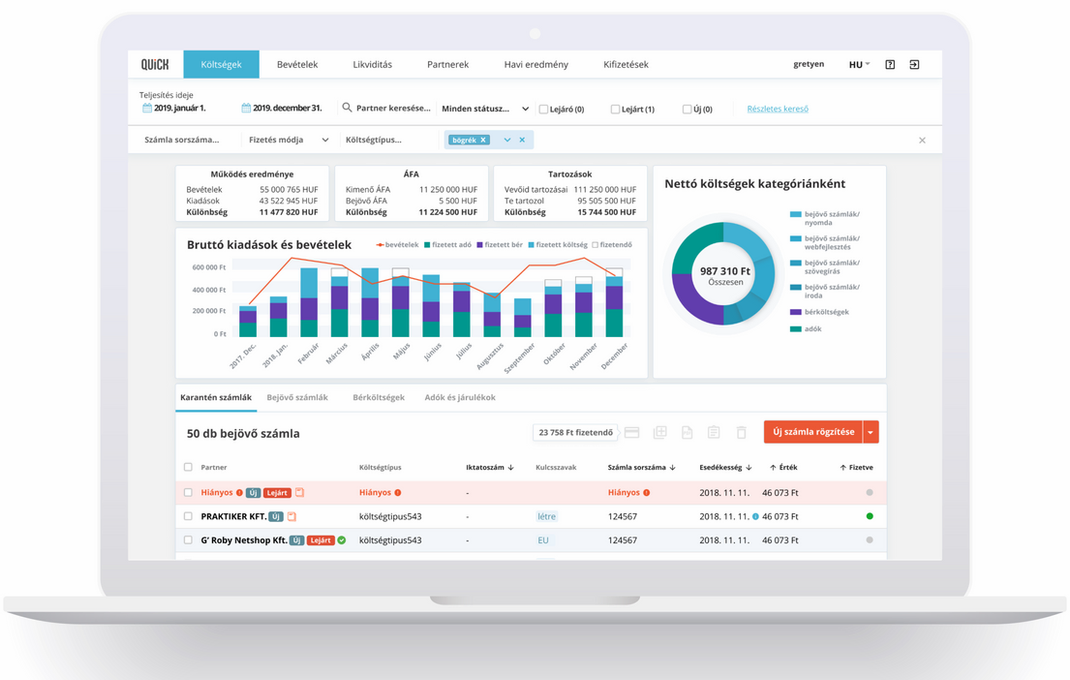 QUiCK Költségek Bevételek Likviditás Partnerek Havi eredmény Kifizetések gretyen HU
Teljesítés ideje
2019. január 1. 2019. december 31. Partner keresése... Minden státusz... Lejáró (0) Lejárt (1) Új (0) Részletes kereső
Számla sorszáma... Fizetés módja Költségtípus... bögrék
Működés eredménye
Bevételek 55 000 765 HUF
Kiadások 43 522 945 HUF
Különbség 11 477 820 HUF
ÁFA
Kimenő ÁFA 11 250 000 HUF
Bejövő ÁFA 5 500 HUF
Különbség 11 224 500 HUF
Tartozások
Vevőid tartozásai 111 250 000 HUF
Te tartozol 95 505 500 HUF
Különbség 15 744 500 HUF
Nettó költségek kategóriánként
987 310 Ft
Összesen
bejövő számlák/
nyomda
bejövő számlák/
webfejlesztés
bejövő számlák/
szövegírás
bejövő számlák/
iroda
bérköltségek
adók
Bruttó kiadások és bevételek bevételek fizetett adó fizetett bér fizetett költség fizetendő
600 000 Ft
400 000 Ft
200 000 Ft
0 Ft
2017. Dec. 2018. Jan. Február Március Április Május Június Július Augusztus Szeptember Október November December
Karantén számlák Bejövő számlák Bérköltségek Adók és járulékok
50 db bejövő számla 23 758 Ft fizetendő Új számla rögzítése
Partner Költségtípus Iktatoszám Kulcsszavak Számla sorszáma Esedékesség Érték Fizetve
Hiányos Új Lejárt Hiányos - Hiányos 2018. 11. 11. 46 073 Ft
PRAKTIKER KFT. Új költségtipus543 - létre 124567 2018. 11. 11. 46 073 Ft
G' Roby Netshop Kft. Új Lejárt költségtipus543 - EU 124567 2018. 11. 11. 46 073 Ft